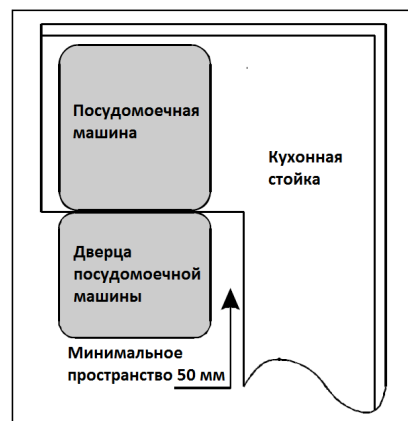 Посудомоечная
машина
Кухонная
стойка
Дверца
посудомоечной
машины
Минимальное
пространство 50 мм